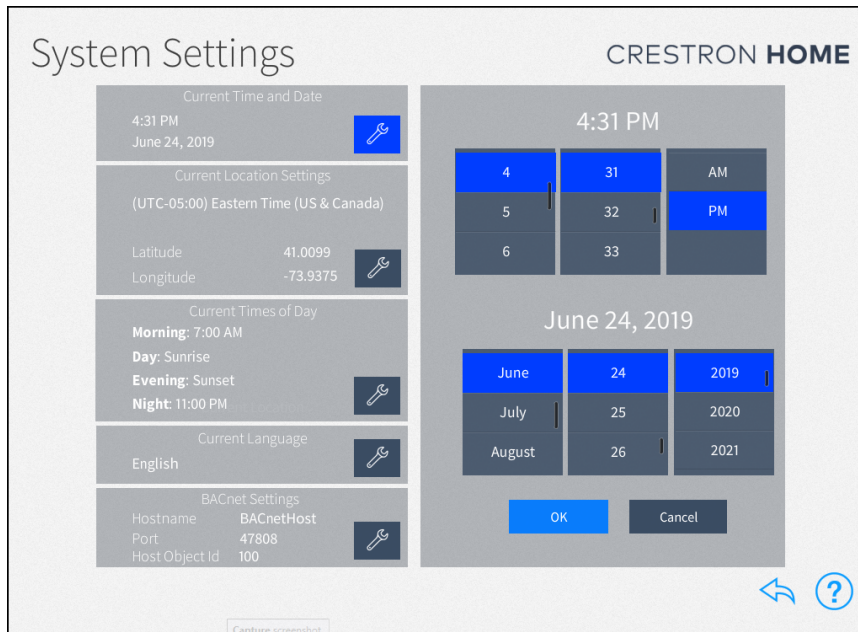 System Settings
CRESTRON HOME
Current Time and Date
4:31 PM
June 24, 2019
Current Location Settings
(UTC-05:00) Eastern Time (US & Canada)
Latitude 41.0099
Longitude -73.9375
Current Times of Day
Morning: 7:00 AM
Day: Sunrise
Evening: Sunset
Night: 11:00 PM
Current Language
English
BACnet Settings
Hostname BACnetHost
Port 47808
Host Object Id 100
4:31 PM
4 31 AM
5 32 PM
6 33
June 24, 2019
June 24 2019
July 25 2020
August 26 2021
OK Cancel
?
Capture screenshot